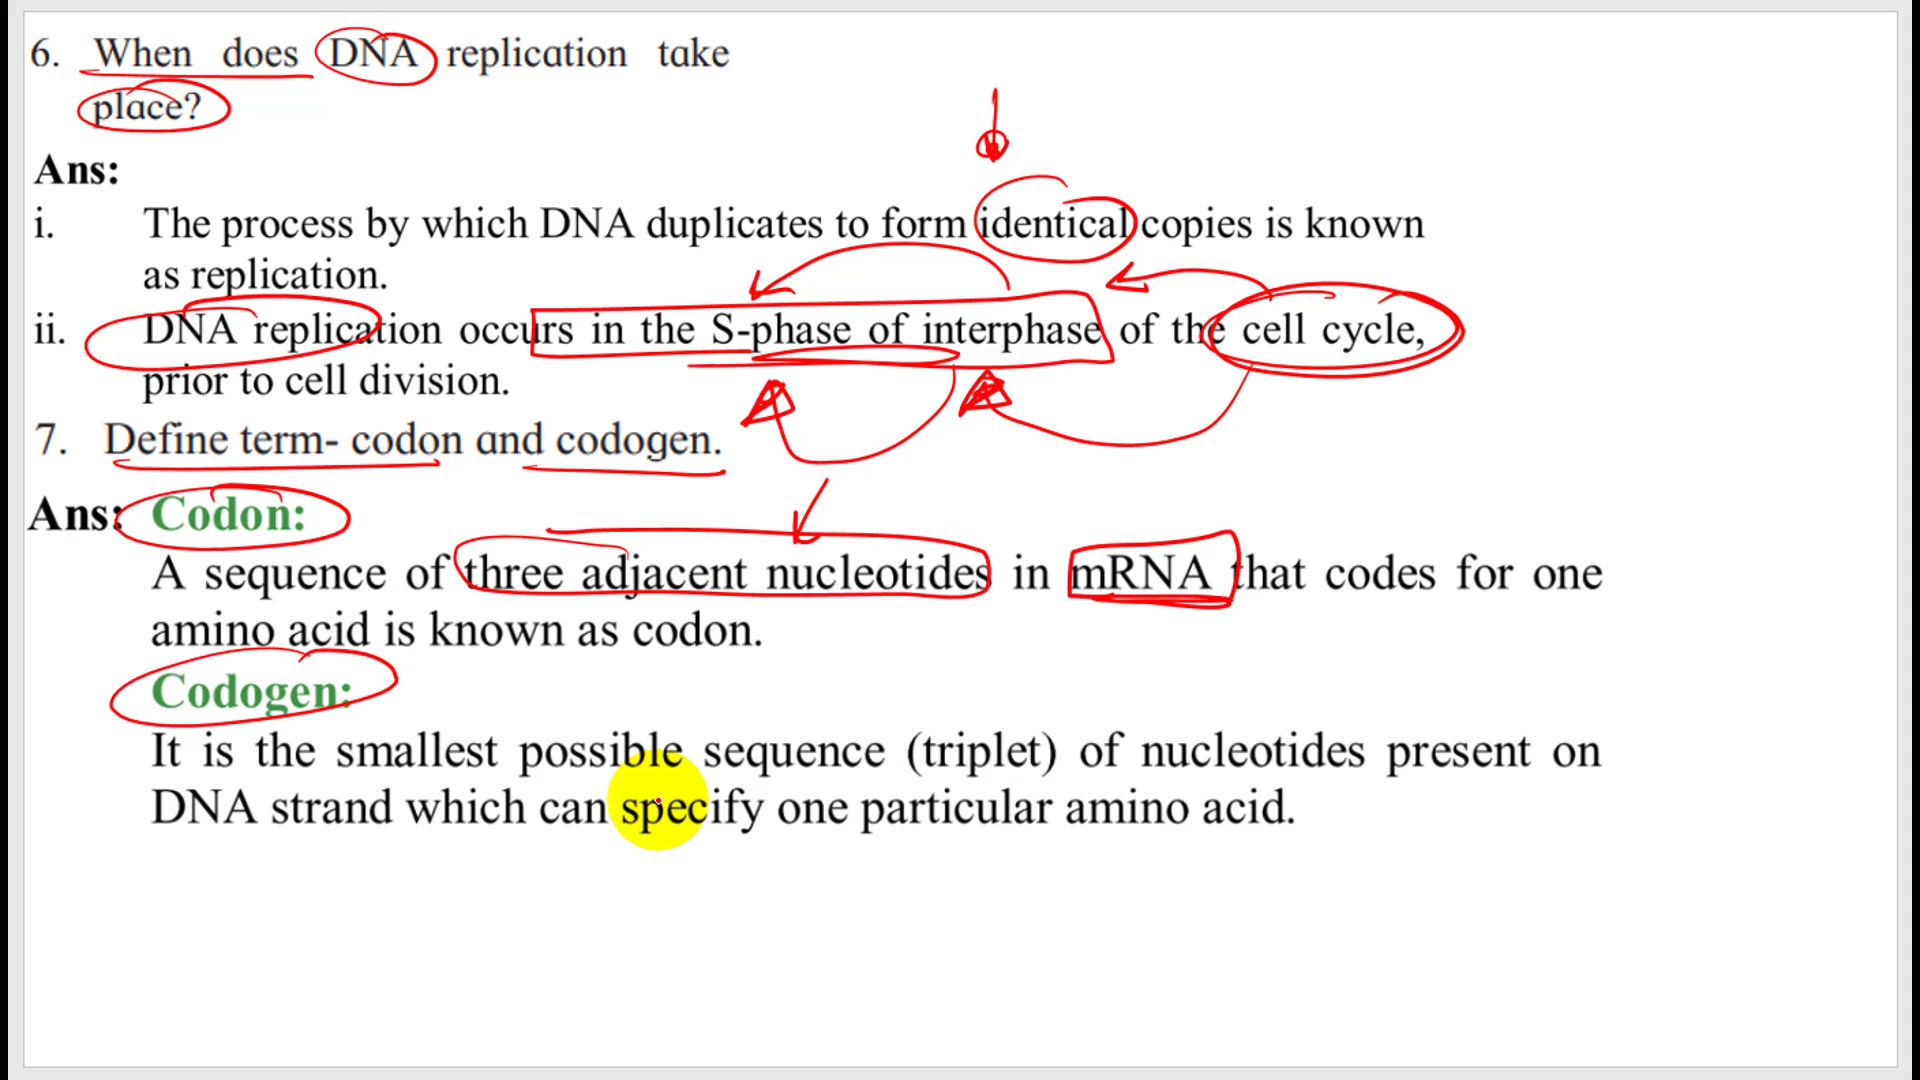 6. When does DNA replication take
place?
Ans:
i. The process by which DNA duplicates to form identical copies is known
as replication.
ii. DNA replication occurs in the S-phase of interphase of the cell cycle,
prior to cell division.
7. Define term- codon and codogen.
Ans: Codon:
A sequence of three adjacent nucleotides in mRNA that codes for one
amino acid is known as codon.
Codogen:
It is the smallest possible sequence (triplet) of nucleotides present on
DNA strand which can specify one particular amino acid.